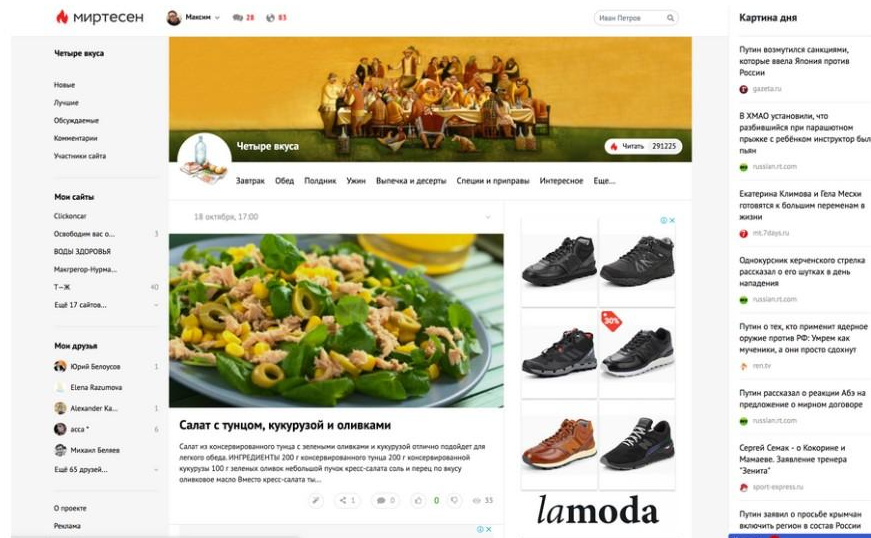 миртесен
Максим
28
83
Иван Петров
Четыре вкуса
Новые
Лучшие
Обсуждаемые
Комментарии
Участники сайта
Мои сайты
Clickoncar
Освободим вас о... 3
ВОДЫ ЗДОРОВЬЯ
Макгрегор-Нурма...
Т—Ж 40
Ещё 17 сайтов...
Мои друзья
Юрий Белоусов 1
Elena Razumova
Alexander Ka... 1
acca * 6
Михаил Беляев
Ещё 65 друзей...
О проекте
Реклама
Четыре вкуса
Читать 291225
Завтрак Обед Полдник Ужин Выпечка и десерты Специи и приправы Интересное Еще...
18 октября, 17:00
Салат с тунцом, кукурузой и оливками
Салат из консервированного тунца с зелеными оливками и кукурузой отлично подойдет для
легкого обеда. ИНГРЕДИЕНТЫ 200 г консервированного тунца 200 г консервированной
кукурузы 100 г зеленых оливок небольшой пучок кресс-салата соль и перец по вкусу
оливковое масло Вместо кресс-салата ты...
1
0
0
33
30%
lamoda
Картина дня
Путин возмутился санкциями,
которые ввела Япония против
России
gazeta.ru
В ХМАО установили, что
разбившийся при парашютном
прыжке с ребёнком инструктор был
пьян
russian.rt.com
Екатерина Климова и Гела Месхи
готовятся к большим переменам в
жизни
mt.7days.ru
Однокурсник керченского стрелка
рассказал о его шутках в день
нападения
russian.rt.com
Путин о тех, кто применит ядерное
оружие против РФ: Умрем как
мученики, а они просто сдохнут
ren.tv
Путин рассказал о реакции Абэ на
предложение о мирном договоре
russian.rt.com
Сергей Семак - о Кокорине и
Мамаеве. Заявление тренера
"Зенита"
sport-express.ru
Путин заявил о просьбе крымчан
включить регион в состав России